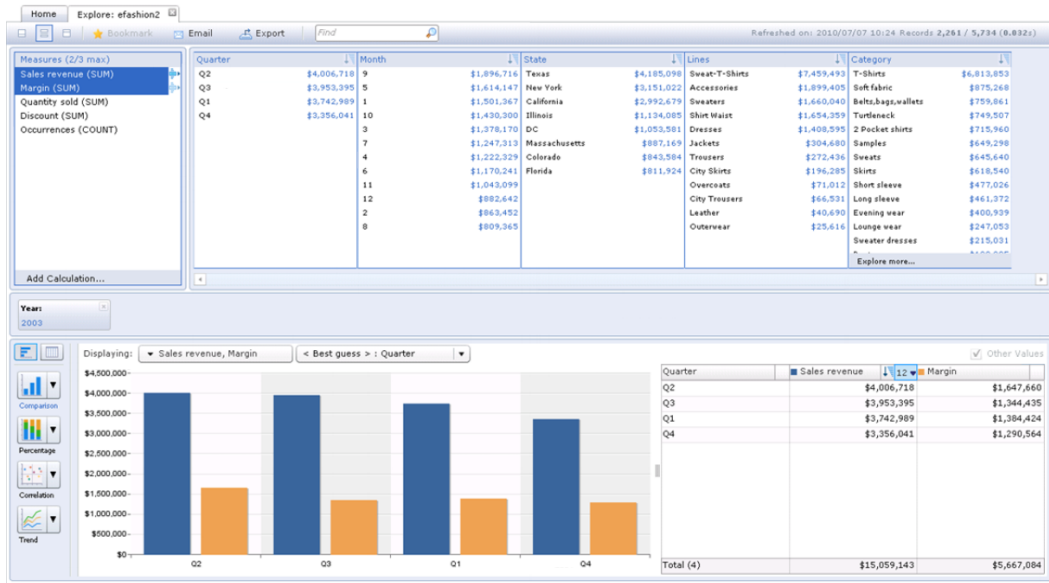 Home Explore: efashion2
Bookmark Email Export Find Refreshed on: 2010/07/07 10:24 Records 2,261 / 5,734 (0.032s)
Measures (2/3 max)
Sales revenue (SUM)
Margin (SUM)
Quantity sold (SUM)
Discount (SUM)
Occurrences (COUNT)
Add Calculation...
Quarter
Q2 $4,006,718
Q3 $3,953,395
Q1 $3,742,989
Q4 $3,356,041
Month
9 $1,896,716
5 $1,614,147
1 $1,501,367
10 $1,430,300
3 $1,378,170
7 $1,247,313
4 $1,222,329
6 $1,170,241
11 $1,043,099
12 $882,642
2 $863,452
8 $809,365
State
Texas $4,185,098
New York $3,151,022
California $2,992,679
Illinois $1,134,085
DC $1,053,581
Massachusetts $887,169
Colorado $843,584
Florida $811,924
Lines
Sweat-T-Shirts $7,459,493
Accessories $1,899,405
Sweaters $1,660,040
Shirt Waist $1,654,359
Dresses $1,408,595
Jackets $304,680
Trousers $272,436
City Skirts $196,285
Overcoats $71,012
City Trousers $66,531
Leather $40,690
Outerwear $25,616
Category
T-Shirts $6,813,853
Soft fabric $875,268
Belts,bags,wallets $759,861
Turtleneck $749,507
2 Pocket shirts $715,960
Samples $649,298
Sweats $645,640
Skirts $618,540
Short sleeve $477,026
Long sleeve $461,372
Evening wear $400,939
Lounge wear $247,053
Sweater dresses $215,031
Explore more...
Year:
2003
Displaying: Sales revenue, Margin < Best guess > : Quarter Other Values
Comparison
Percentage
Correlation
Trend
$4,500,000
$4,000,000
$3,500,000
$3,000,000
$2,500,000
$2,000,000
$1,500,000
$1,000,000
$500,000
$0
Q2 Q3 Q1 Q4
Quarter Sales revenue 12 Margin
Q2 $4,006,718 $1,647,660
Q3 $3,953,395 $1,344,435
Q1 $3,742,989 $1,384,424
Q4 $3,356,041 $1,290,564
Total (4) $15,059,143 $5,667,084